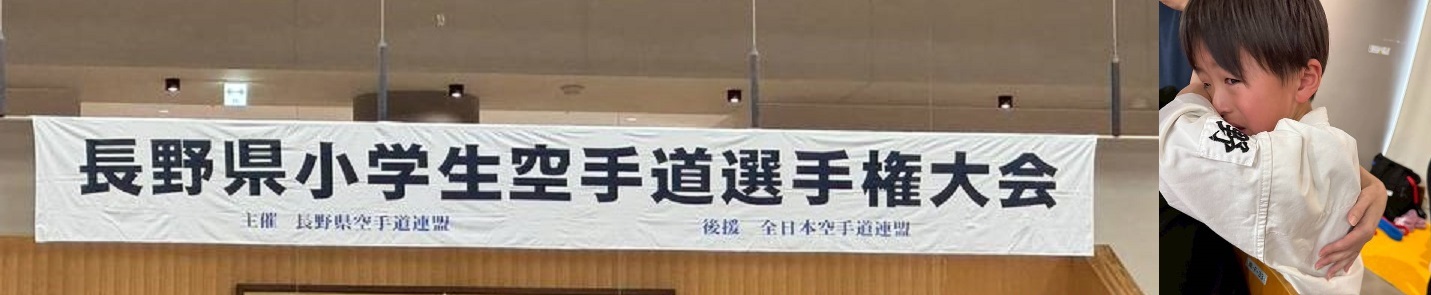 長野県小学生空手道選手権大会
主催　長野県空手道連盟
後援　全日本空手道連盟
野